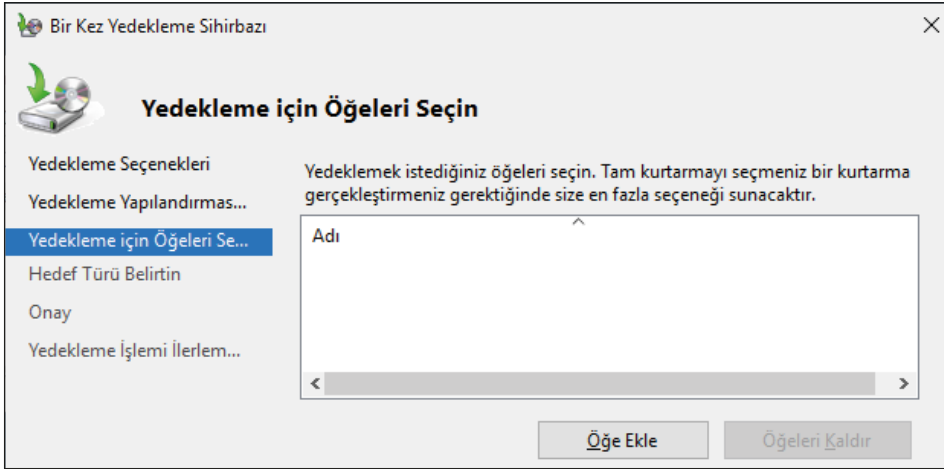 Bir Kez Yedekleme Sihirbazı
Yedekleme için Öğeleri Seçin
Yedekleme Seçenekleri
Yedekleme Yapılandırmas...
Yedekleme için Öğeleri Se...
Hedef Türü Belirtin
Onay
Yedekleme İşlemi İlerlem...
Yedeklemek istediğiniz öğeleri seçin. Tam kurtarmayı seçmeniz bir kurtarma
gerçekleştirmeniz gerektiğinde size en fazla seçeneği sunacaktır.
Adı
Öğe Ekle
Öğeleri Kaldır